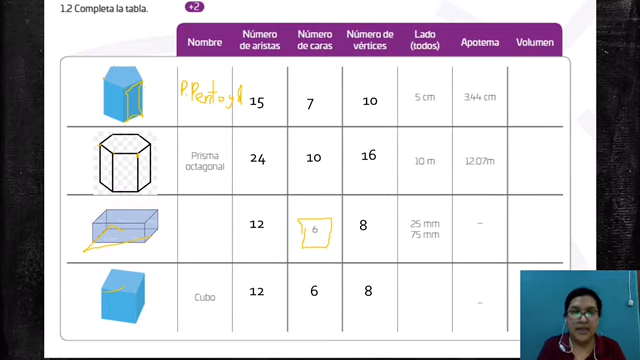 1.2 Completa la tabla.
+2
Nombre
Número de aristas
Número de caras
Número de vértices
Lado (todos)
Apotema
Volumen
P. Pentagonal
15
7
10
5 cm
3.44 cm
Prisma octagonal
24
10
16
10 m
12.07m
12
6
8
25 mm
75 mm
–
Cubo
12
6
8
–